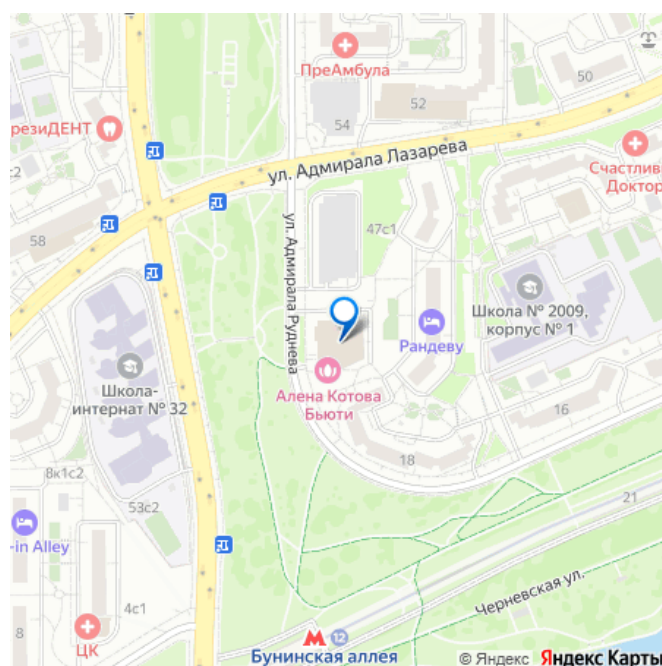 ПреАмбула
50
52
54
резиДЕНТ
с2
ул. Адмирала Лазарева
Счастлив
Доктор
58
47с1
ул. Адмирала Руднева
Школа № 2009,
корпус № 1
Рандеву
Школа-
интернат № 32
Алена Котова
Бьюти
16
18
8к1с2
53с2
21
-in Alley
4с1
Черневская ул.
ЦК
М
12
Бунинская аллея
© Яндекс Яндекс Карты